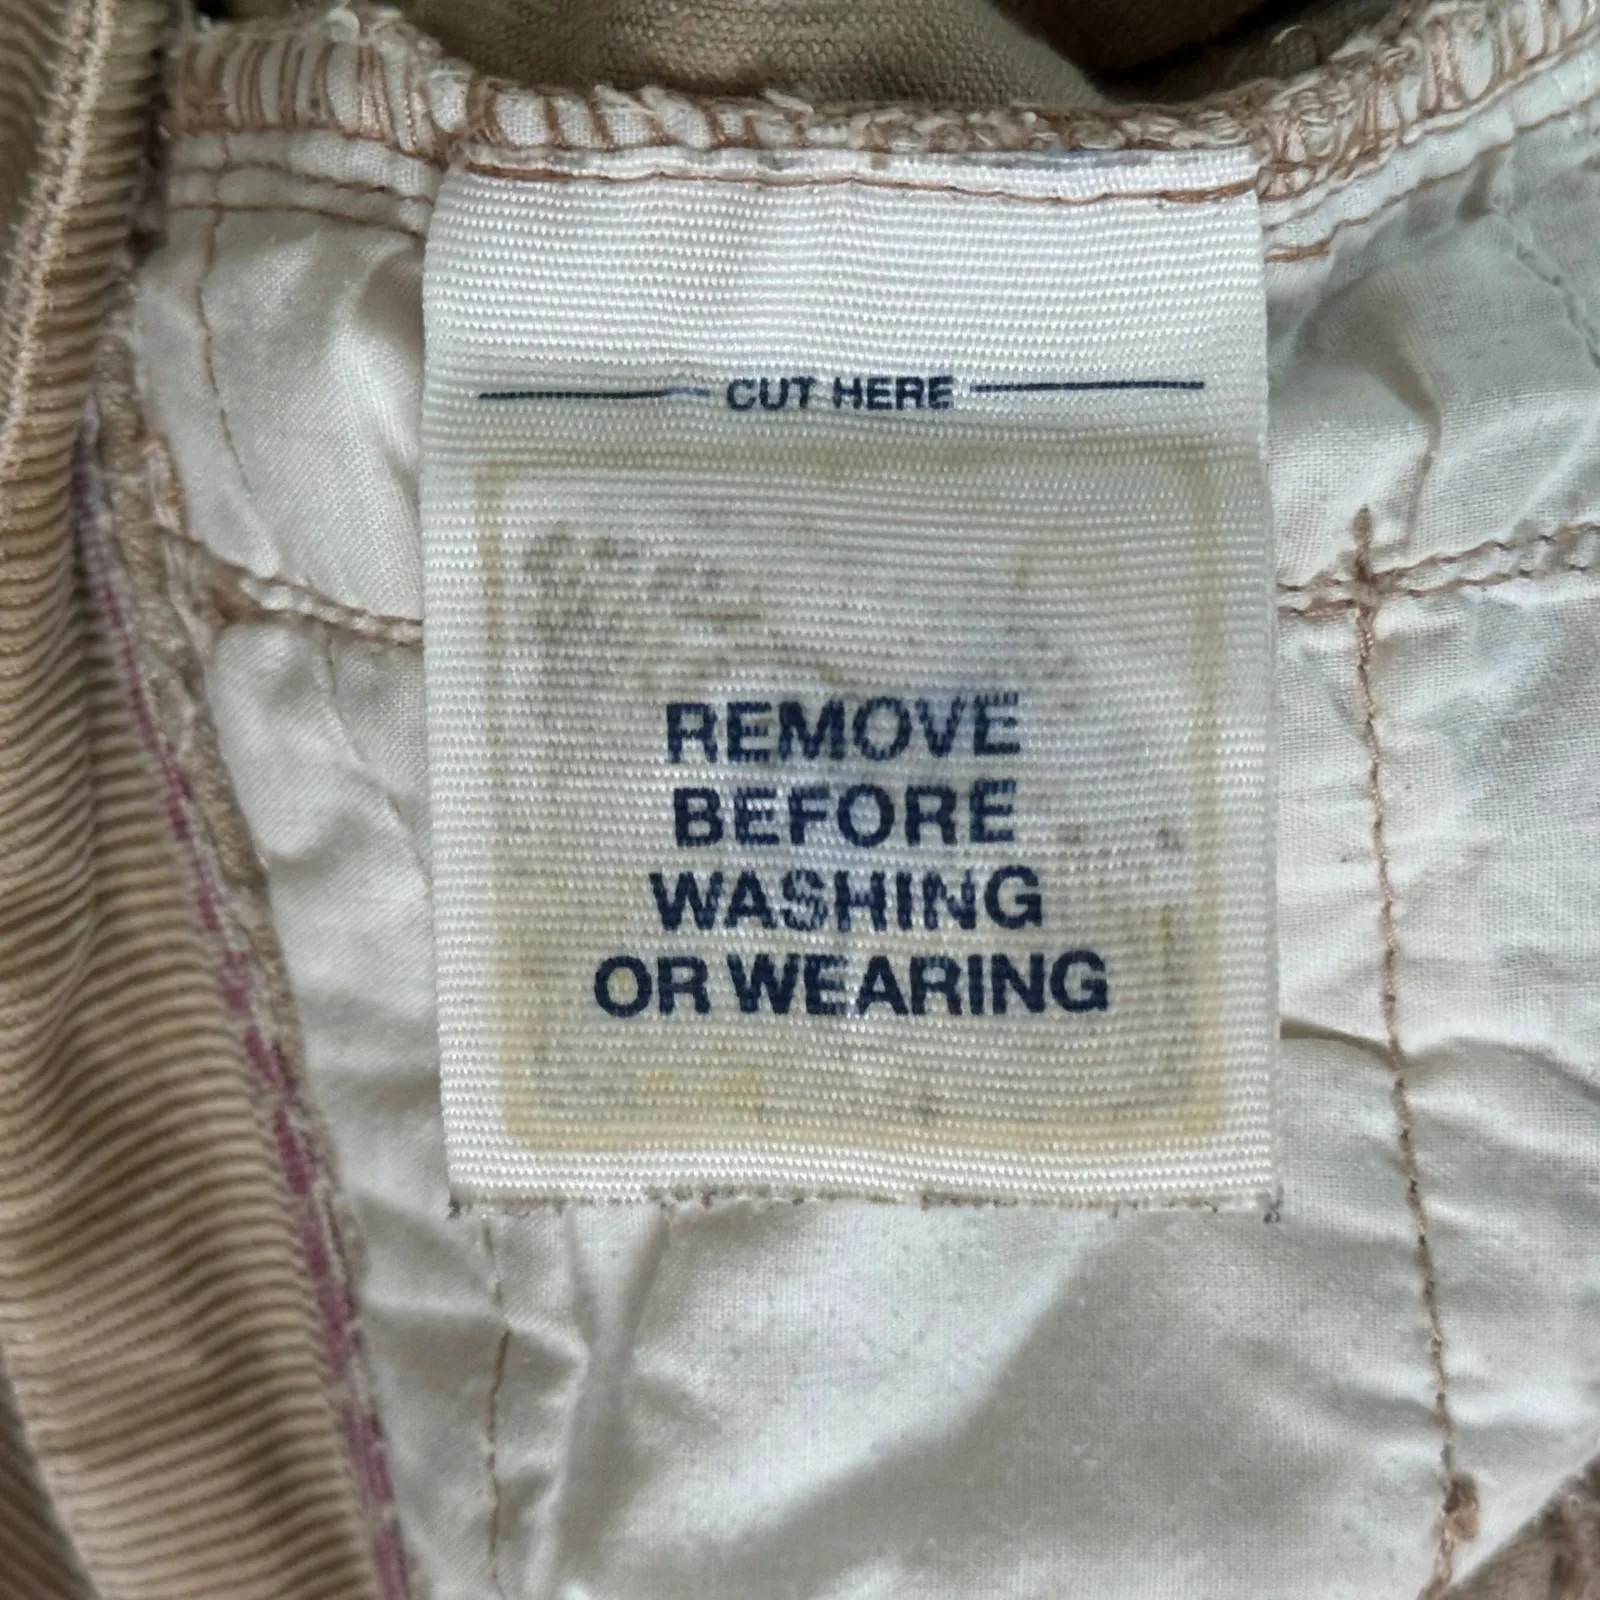 CUT HERE
REMOVE
BEFORE
WASHING
OR WEARING